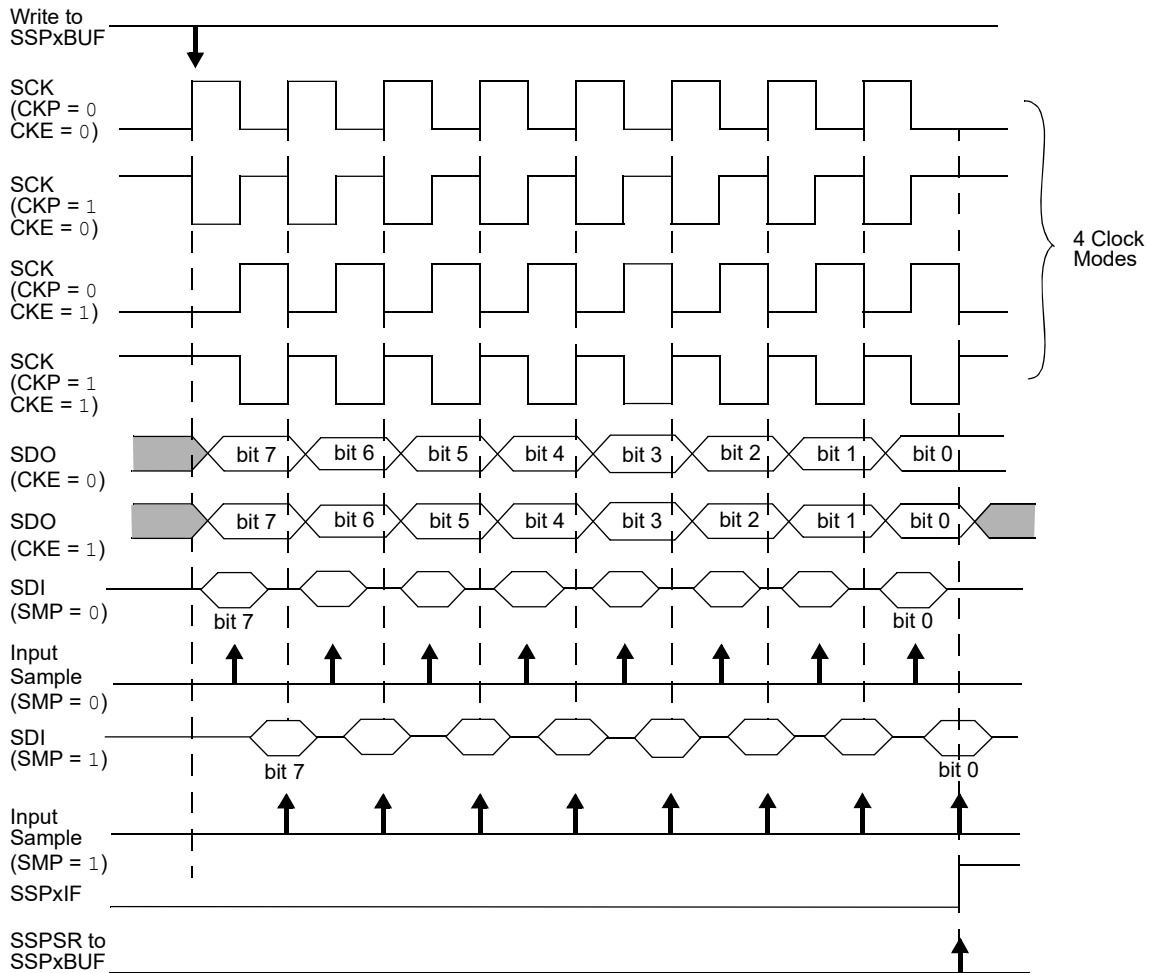 Write to
SSPxBUF
SCK
(CKP = 0
CKE = 0)
SCK
(CKP = 1
CKE = 0)
SCK
(CKP = 0
CKE = 1)
SCK
(CKP = 1
CKE = 1)
4 Clock
Modes
SDO
(CKE = 0)
bit 7 bit 6 bit 5 bit 4 bit 3 bit 2 bit 1 bit 0
SDO
(CKE = 1)
bit 7 bit 6 bit 5 bit 4 bit 3 bit 2 bit 1 bit 0
SDI
(SMP = 0)
bit 7 bit 0
Input
Sample
(SMP = 0)
SDI
(SMP = 1)
bit 7 bit 0
Input
Sample
(SMP = 1)
SSPxIF
SSPSR to
SSPxBUF